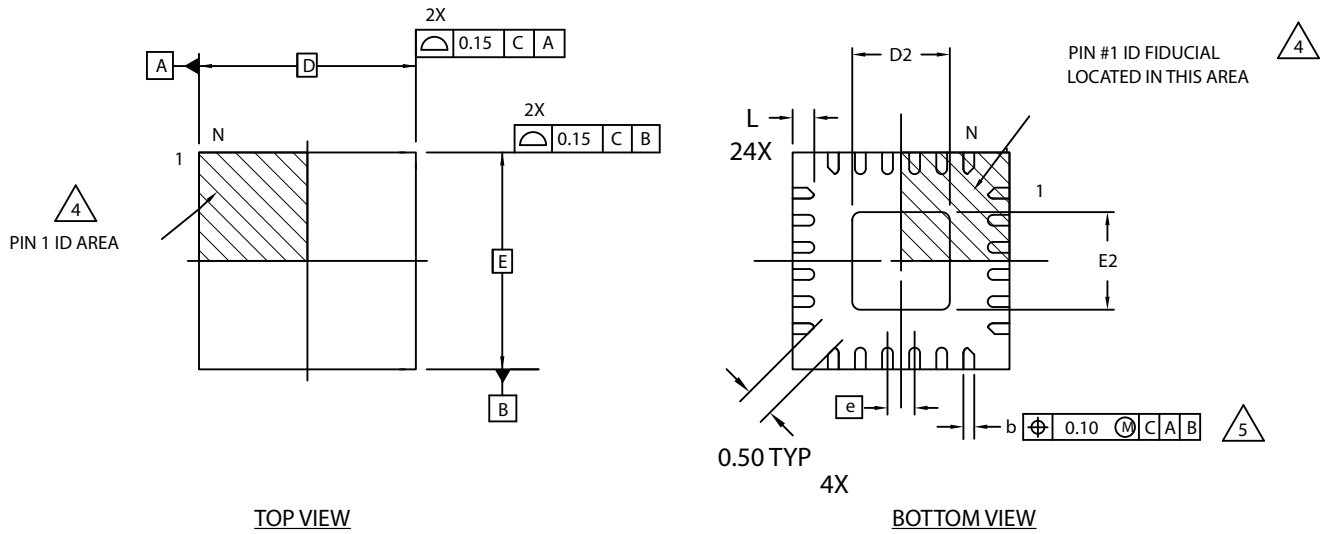 2X
0.15 C A
A
D
2X
0.15 C B
N
1
4
PIN 1 ID AREA
E
B
TOP VIEW
D2
PIN #1 ID FIDUCIAL
LOCATED IN THIS AREA
4
L
24X
N
1
E2
e
b 0.10 M C A B
5
0.50 TYP
4X
BOTTOM VIEW